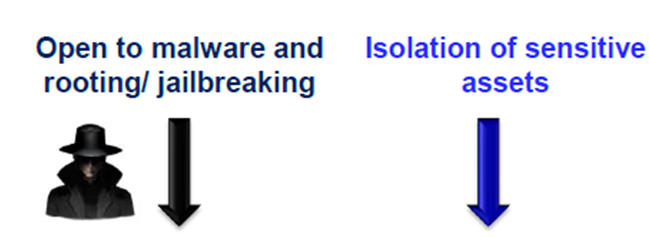 Open to malware and
rooting/ jailbreaking
Isolation of sensitive
assets